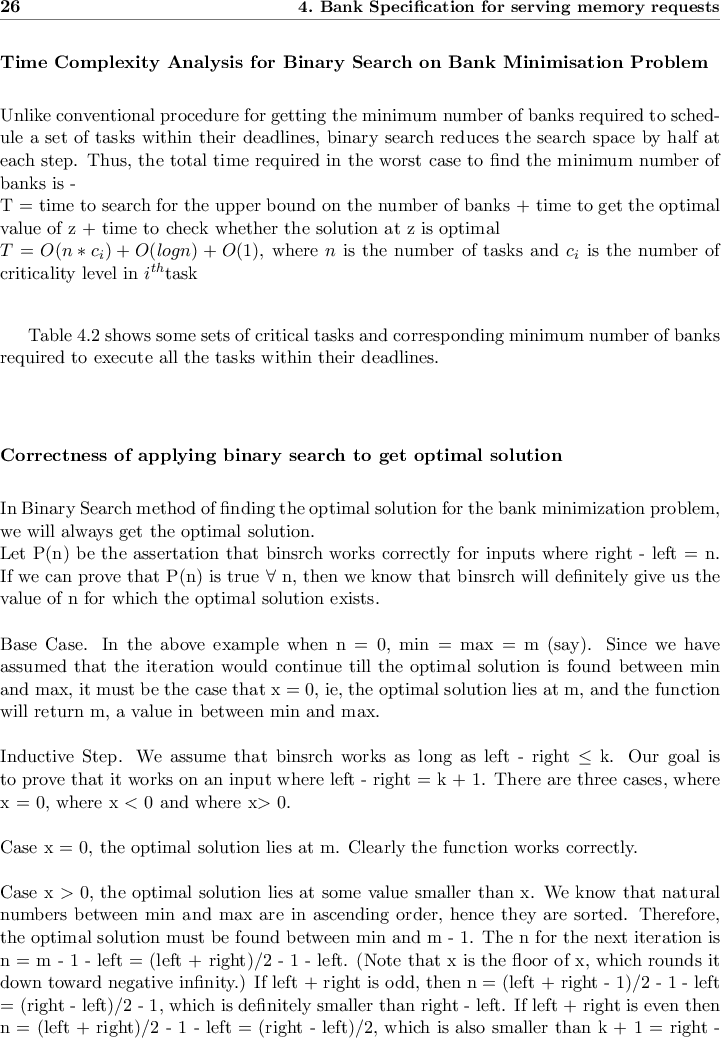 26 4. Bank Specification for serving memory requests
Time Complexity Analysis for Binary Search on Bank Minimisation Problem
Unlike conventional procedure for getting the minimum number of banks required to sched-
ule a set of tasks within their deadlines, binary search reduces the search space by half at
each step. Thus, the total time required in the worst case to find the minimum number of
banks is -
T = time to search for the upper bound on the number of banks + time to get the optimal
value of z + time to check whether the solution at z is optimal
T = O(n ∗ c_i) + O(logn) + O(1), where n is the number of tasks and c_i is the number of
criticality level in i^{th}task
Table 4.2 shows some sets of critical tasks and corresponding minimum number of banks
required to execute all the tasks within their deadlines.
Correctness of applying binary search to get optimal solution
In Binary Search method of finding the optimal solution for the bank minimization problem,
we will always get the optimal solution.
Let P(n) be the assertation that binsrch works correctly for inputs where right - left = n.
If we can prove that P(n) is true ∀ n, then we know that binsrch will definitely give us the
value of n for which the optimal solution exists.
Base Case. In the above example when n = 0, min = max = m (say). Since we have
assumed that the iteration would continue till the optimal solution is found between min
and max, it must be the case that x = 0, ie, the optimal solution lies at m, and the function
will return m, a value in between min and max.
Inductive Step. We assume that binsrch works as long as left - right ≤ k. Our goal is
to prove that it works on an input where left - right = k + 1. There are three cases, where
x = 0, where x < 0 and where x> 0.
Case x = 0, the optimal solution lies at m. Clearly the function works correctly.
Case x > 0, the optimal solution lies at some value smaller than x. We know that natural
numbers between min and max are in ascending order, hence they are sorted. Therefore,
the optimal solution must be found between min and m - 1. The n for the next iteration is
n = m - 1 - left = (left + right)/2 - 1 - left. (Note that x is the floor of x, which rounds it
down toward negative infinity.) If left + right is odd, then n = (left + right - 1)/2 - 1 - left
= (right - left)/2 - 1, which is definitely smaller than right - left. If left + right is even then
n = (left + right)/2 - 1 - left = (right - left)/2, which is also smaller than k + 1 = right -